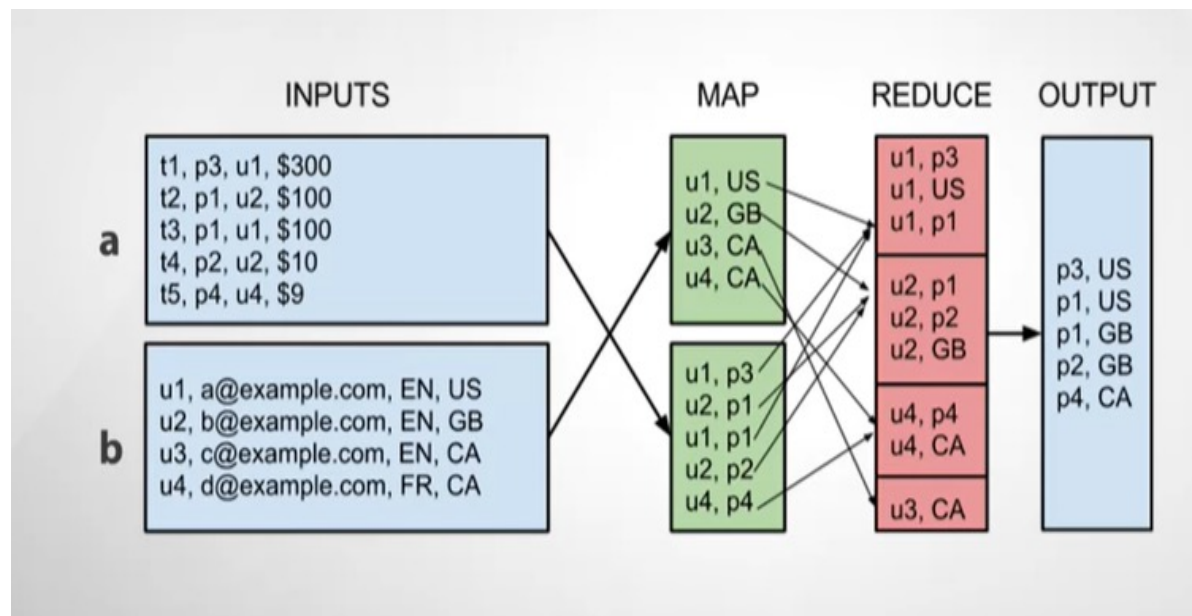 INPUTS
MAP
REDUCE
OUTPUT
a
t1, p3, u1, $300
t2, p1, u2, $100
t3, p1, u1, $100
t4, p2, u2, $10
t5, p4, u4, $9
b
u1, a@example.com, EN, US
u2, b@example.com, EN, GB
u3, c@example.com, EN, CA
u4, d@example.com, FR, CA
u1, US
u2, GB
u3, CA
u4, CA
u1, p3
u2, p1
u1, p1
u2, p2
u4, p4
u1, p3
u1, US
u1, p1
u2, p1
u2, p2
u2, GB
u4, p4
u4, CA
u3, CA
p3, US
p1, US
p1, GB
p2, GB
p4, CA